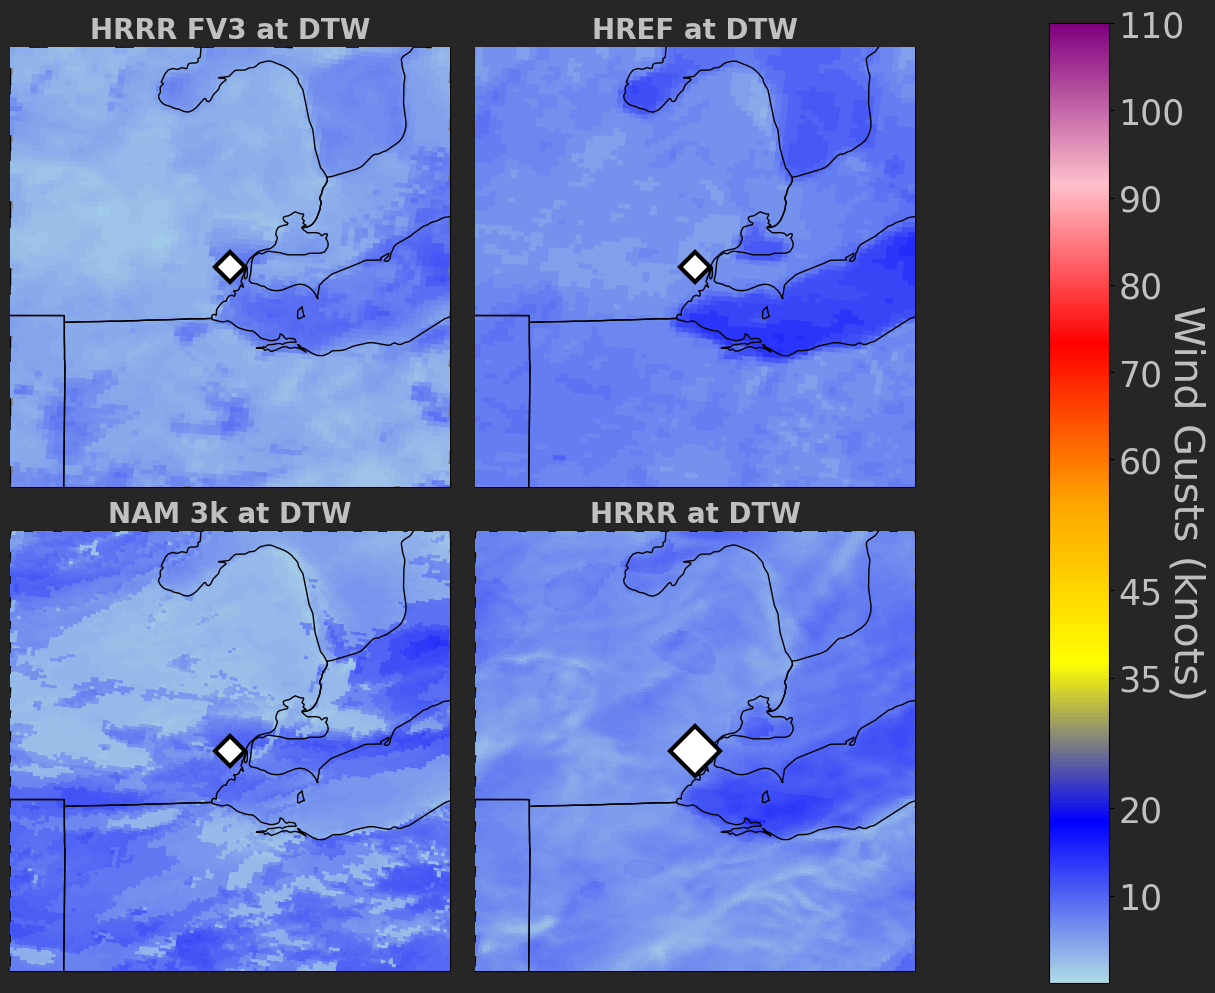 HRRR FV3 at DTW
HREF at DTW
NAM 3k at DTW
HRRR at DTW
110
100
90
80
70
60
45
35
20
10
Wind Gusts (knots)